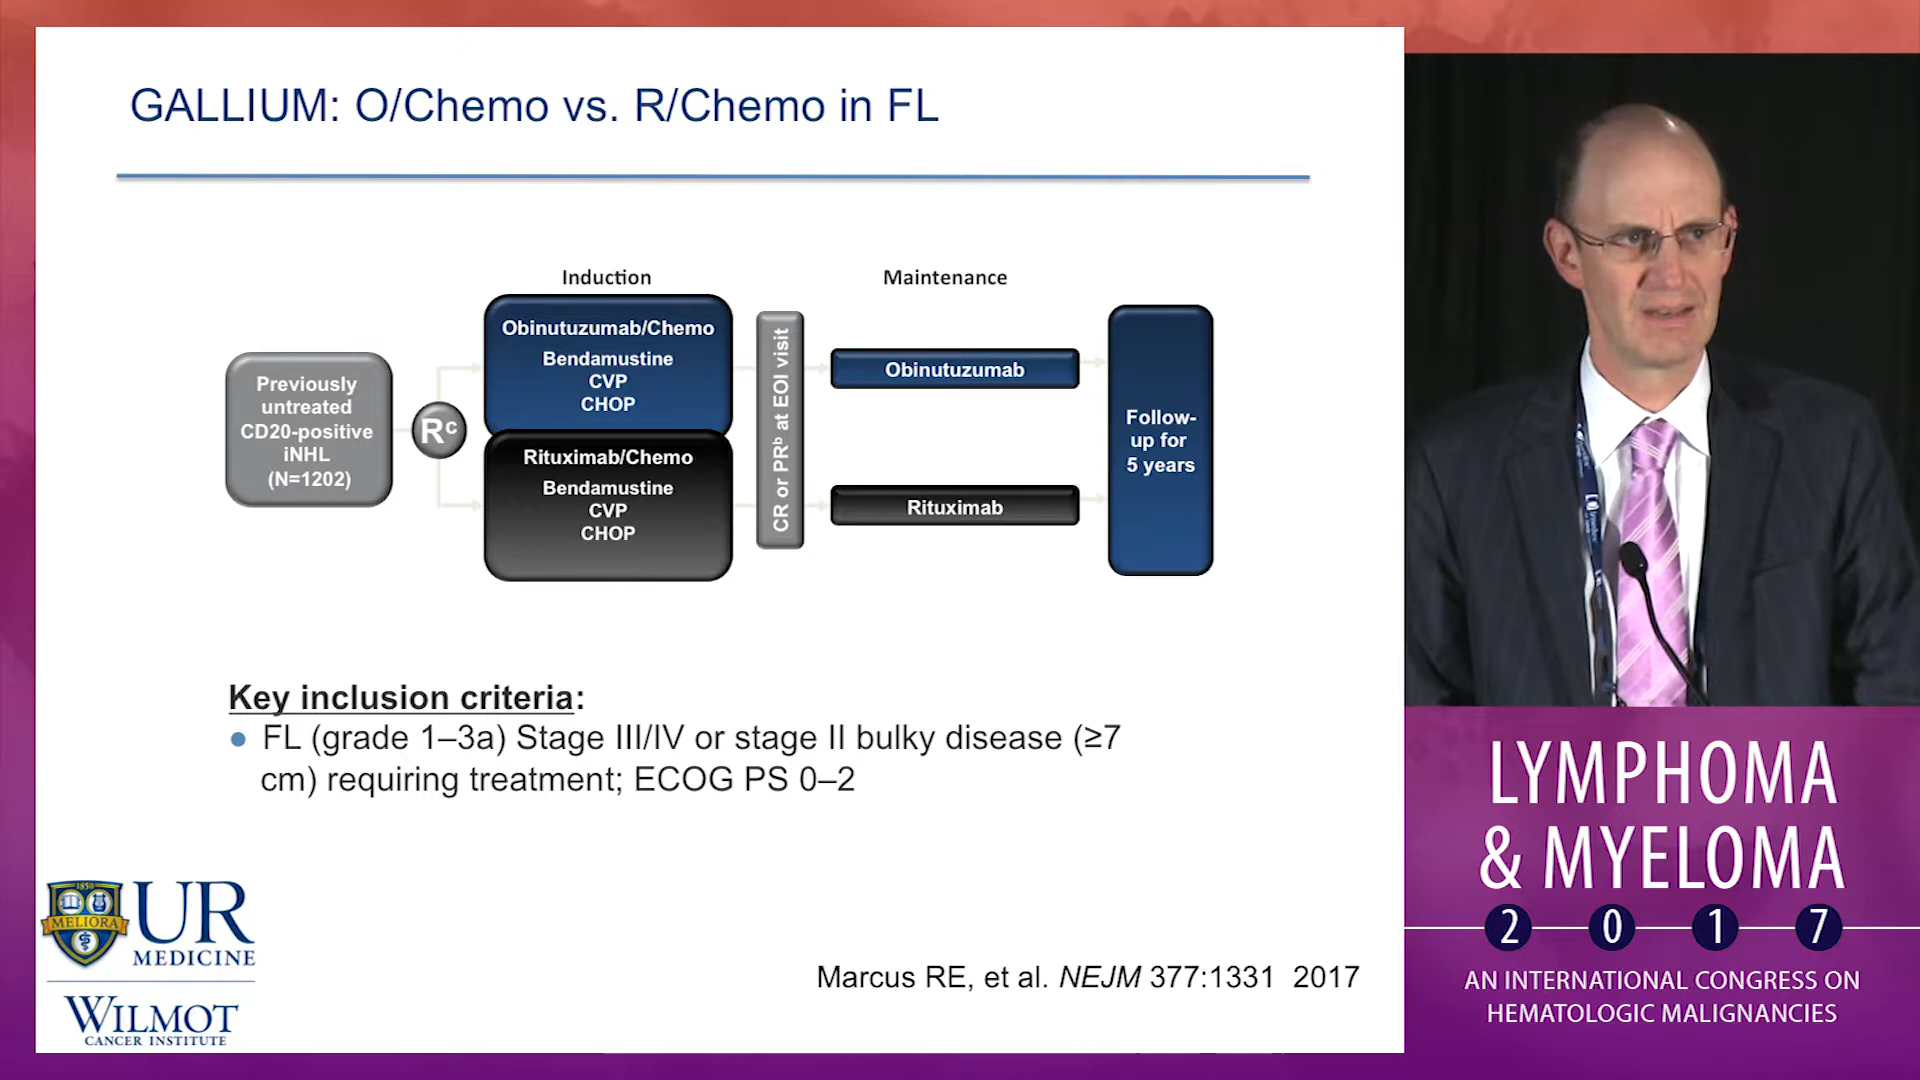 GALLIUM: O/Chemo vs. R/Chemo in FL
Induction
Maintenance
Previously
untreated
CD20-positive
iNHL
(N=1202)
Rᶜ
Obinutuzumab/Chemo
Bendamustine
CVP
CHOP
Rituximab/Chemo
Bendamustine
CVP
CHOP
CR or PRᵇ at EOI visit
Obinutuzumab
Rituximab
Follow-
up for
5 years
Key inclusion criteria:
● FL (grade 1–3a) Stage III/IV or stage II bulky disease (≥7
cm) requiring treatment; ECOG PS 0–2
1850
MELIORA
UR
MEDICINE
WILMOT
CANCER INSTITUTE
Marcus RE, et al. NEJM 377:1331 2017
LYMPHOMA
& MYELOMA
2017
AN INTERNATIONAL CONGRESS ON
HEMATOLOGIC MALIGNANCIES